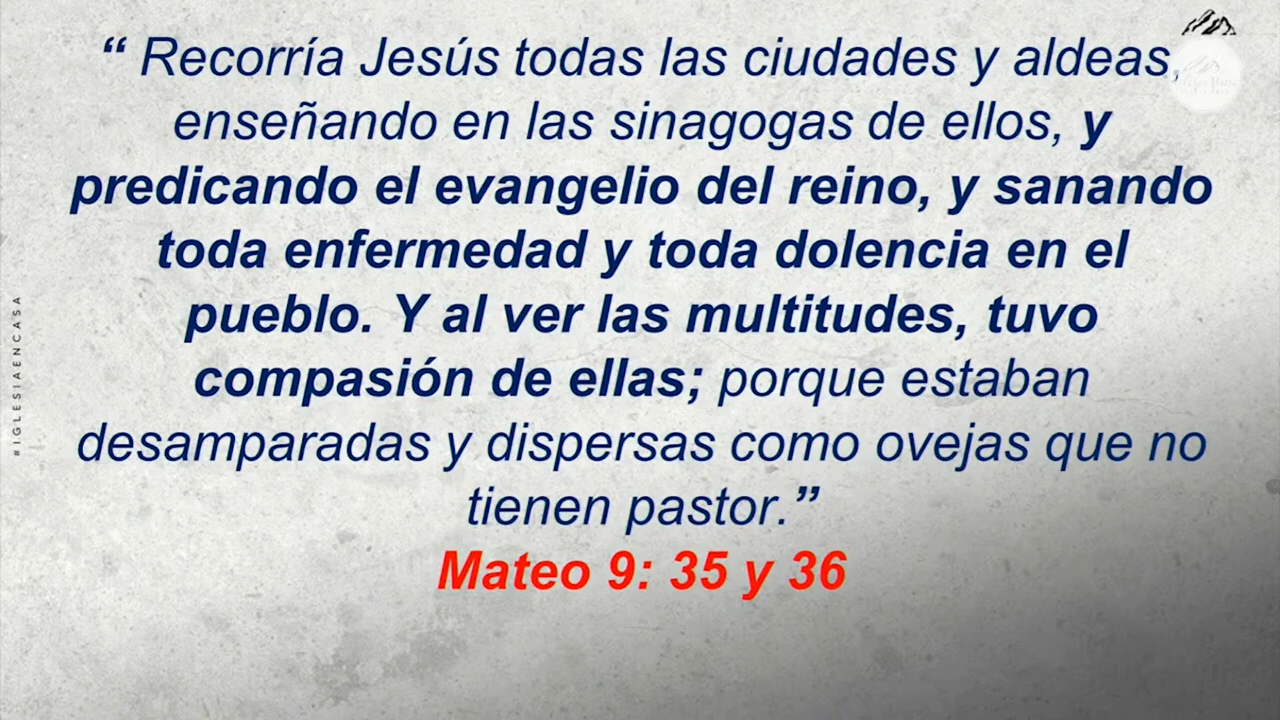 “ Recorría Jesús todas las ciudades y aldeas,
enseñando en las sinagogas de ellos, y
predicando el evangelio del reino, y sanando
toda enfermedad y toda dolencia en el
pueblo. Y al ver las multitudes, tuvo
compasión de ellas; porque estaban
desamparadas y dispersas como ovejas que no
tienen pastor.”
Mateo 9: 35 y 36
#IGLESIAENCASA